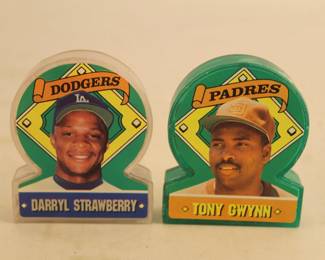 DODGERS
LA
DARRYL STRAWBERRY
PADRES
TONY GWYNN